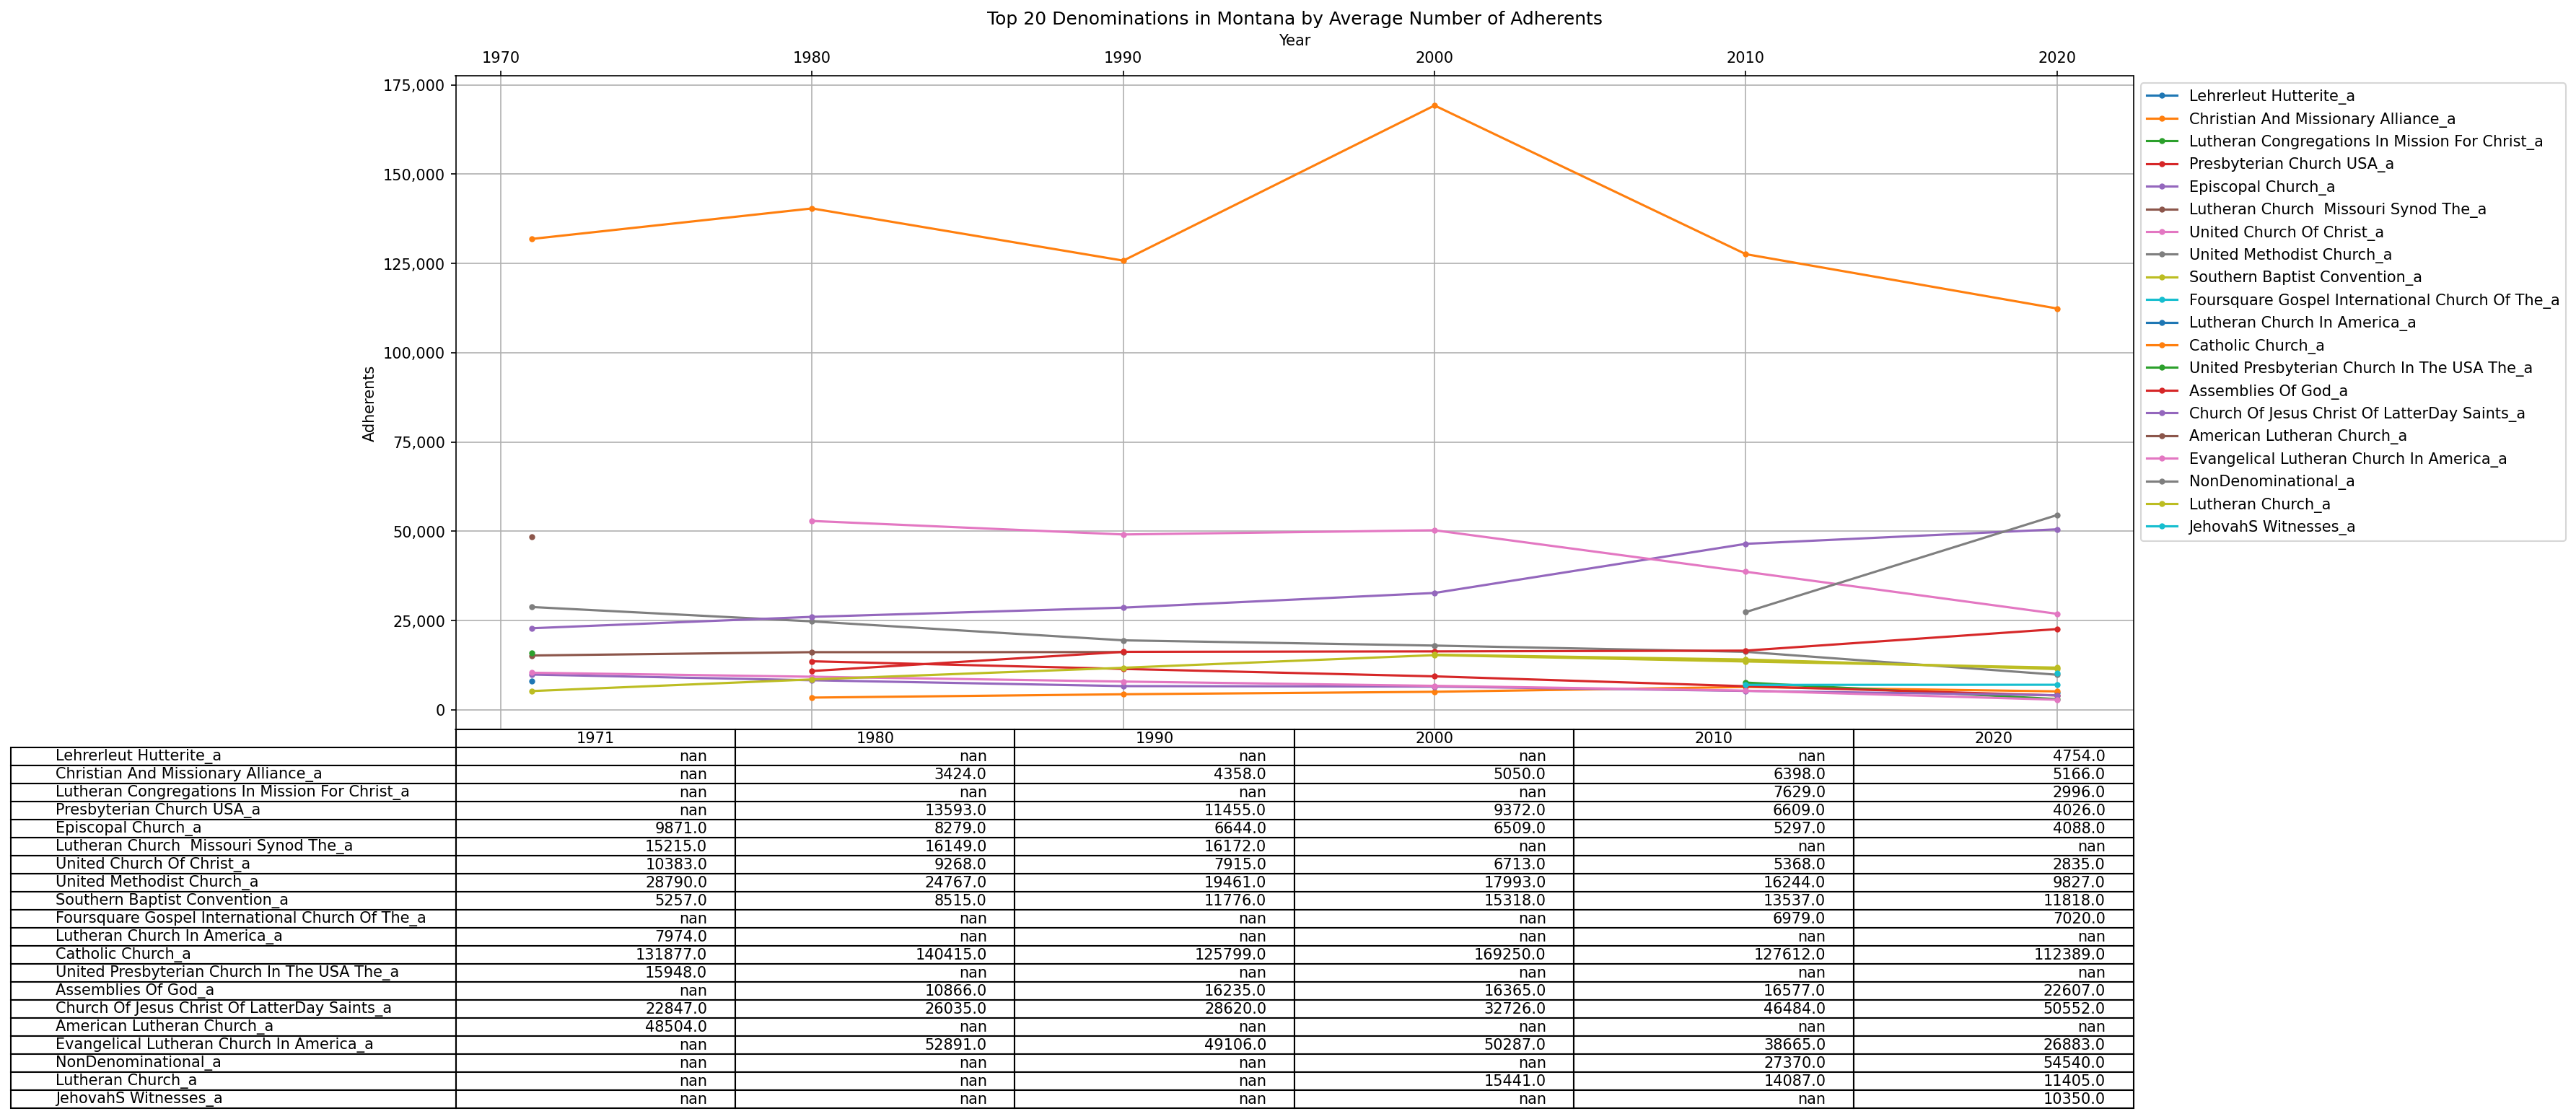 Top 20 Denominations in Montana by Average Number of Adherents
Year
1970 1980 1990 2000 2010 2020
175,000
150,000
125,000
100,000
75,000
50,000
25,000
0
Adherents
Lehrerleut Hutterite_a
Christian And Missionary Alliance_a
Lutheran Congregations In Mission For Christ_a
Presbyterian Church USA_a
Episcopal Church_a
Lutheran Church  Missouri Synod The_a
United Church Of Christ_a
United Methodist Church_a
Southern Baptist Convention_a
Foursquare Gospel International Church Of The_a
Lutheran Church In America_a
Catholic Church_a
United Presbyterian Church In The USA The_a
Assemblies Of God_a
Church Of Jesus Christ Of LatterDay Saints_a
American Lutheran Church_a
Evangelical Lutheran Church In America_a
NonDenominational_a
Lutheran Church_a
JehovahS Witnesses_a
1971 1980 1990 2000 2010 2020
Lehrerleut Hutterite_a nan nan nan nan nan 4754.0
Christian And Missionary Alliance_a nan 3424.0 4358.0 5050.0 6398.0 5166.0
Lutheran Congregations In Mission For Christ_a nan nan nan nan 7629.0 2996.0
Presbyterian Church USA_a nan 13593.0 11455.0 9372.0 6609.0 4026.0
Episcopal Church_a 9871.0 8279.0 6644.0 6509.0 5297.0 4088.0
Lutheran Church  Missouri Synod The_a 15215.0 16149.0 16172.0 nan nan nan
United Church Of Christ_a 10383.0 9268.0 7915.0 6713.0 5368.0 2835.0
United Methodist Church_a 28790.0 24767.0 19461.0 17993.0 16244.0 9827.0
Southern Baptist Convention_a 5257.0 8515.0 11776.0 15318.0 13537.0 11818.0
Foursquare Gospel International Church Of The_a nan nan nan nan 6979.0 7020.0
Lutheran Church In America_a 7974.0 nan nan nan nan nan
Catholic Church_a 131877.0 140415.0 125799.0 169250.0 127612.0 112389.0
United Presbyterian Church In The USA The_a 15948.0 nan nan nan nan nan
Assemblies Of God_a nan 10866.0 16235.0 16365.0 16577.0 22607.0
Church Of Jesus Christ Of LatterDay Saints_a 22847.0 26035.0 28620.0 32726.0 46484.0 50552.0
American Lutheran Church_a 48504.0 nan nan nan nan nan
Evangelical Lutheran Church In America_a nan 52891.0 49106.0 50287.0 38665.0 26883.0
NonDenominational_a nan nan nan nan 27370.0 54540.0
Lutheran Church_a nan nan nan 15441.0 14087.0 11405.0
JehovahS Witnesses_a nan nan nan nan nan 10350.0